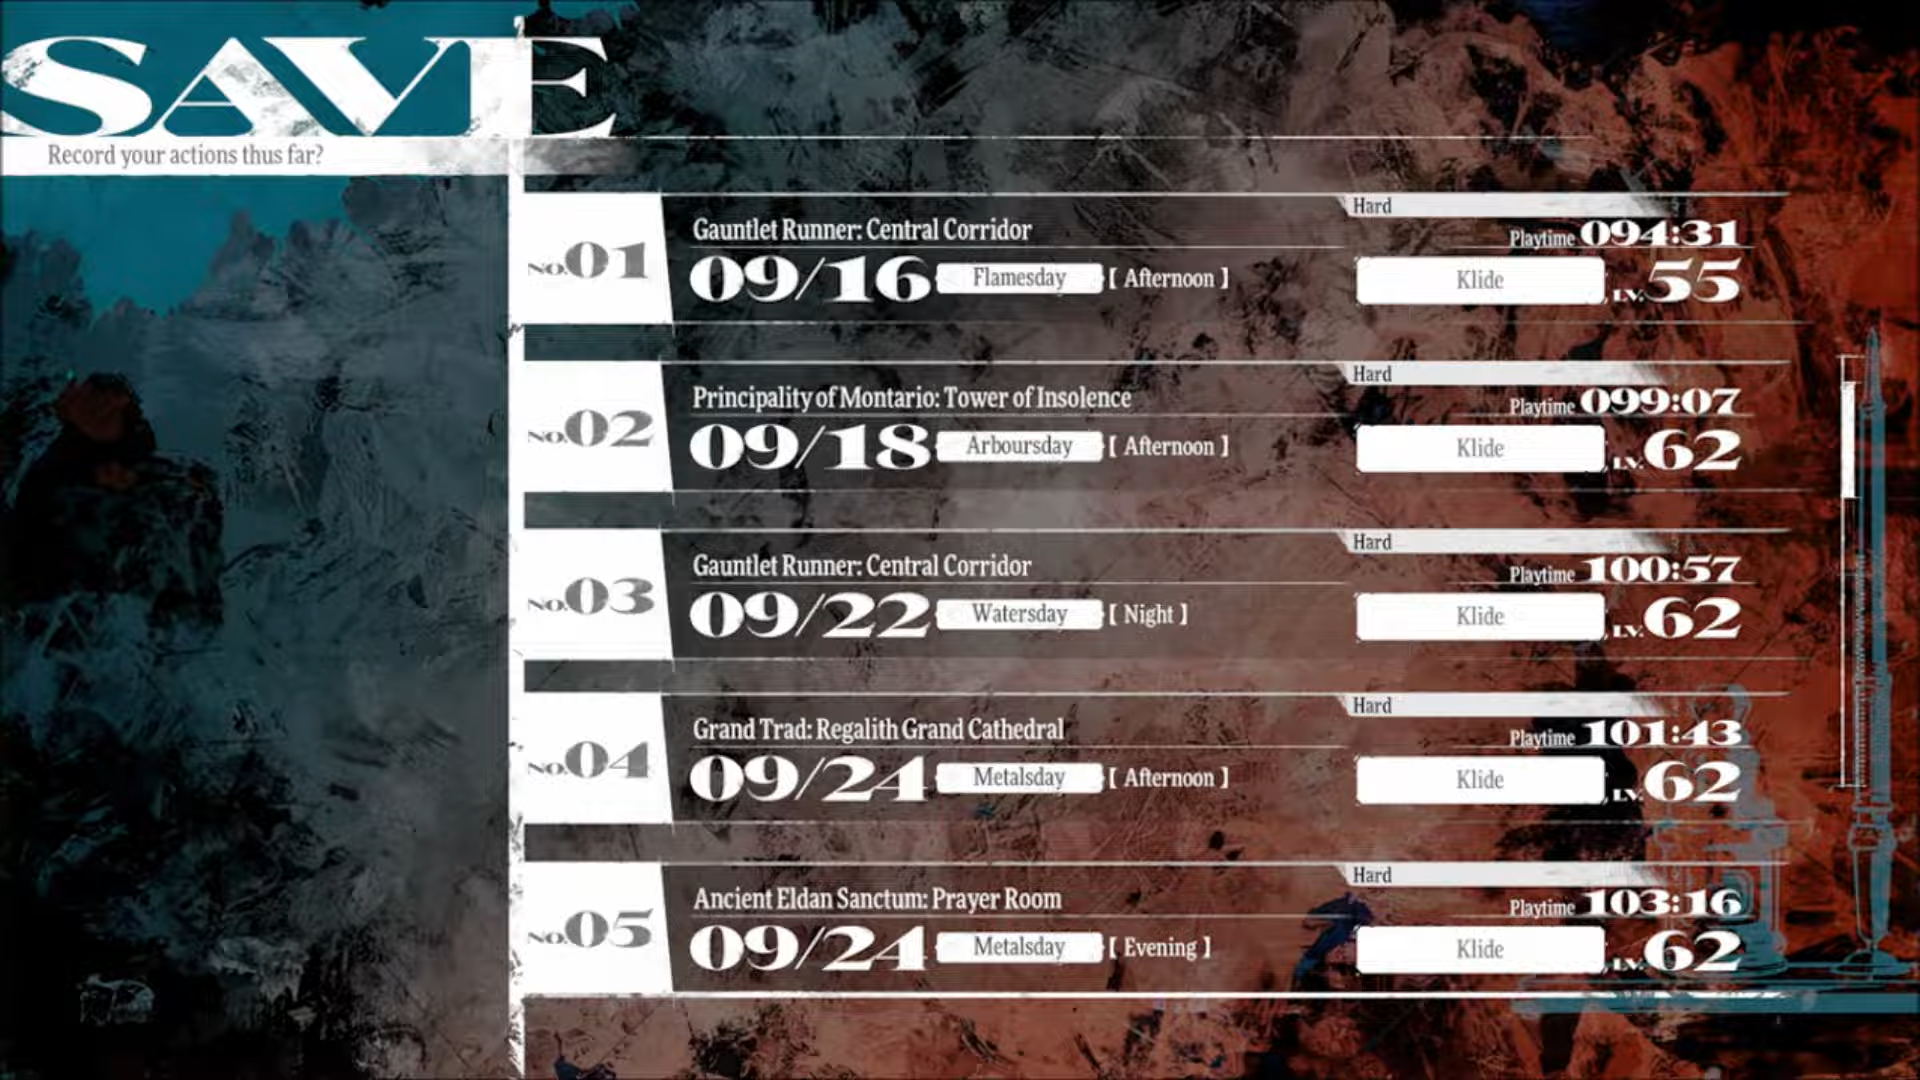 SAVE
Record your actions thus far?
Hard
NO.01 Gauntlet Runner: Central Corridor Playtime 094:31
09/16 Flamesday [ Afternoon ] Klide LV.55
Hard
NO.02 Principality of Montario: Tower of Insolence Playtime 099:07
09/18 Arboursday [ Afternoon ] Klide LV.62
Hard
NO.03 Gauntlet Runner: Central Corridor Playtime 100:57
09/22 Watersday [ Night ] Klide LV.62
Hard
NO.04 Grand Trad: Regalith Grand Cathedral Playtime 101:43
09/24 Metalsday [ Afternoon ] Klide LV.62
Hard
NO.05 Ancient Eldan Sanctum: Prayer Room Playtime 103:16
09/24 Metalsday [ Evening ] Klide LV.62